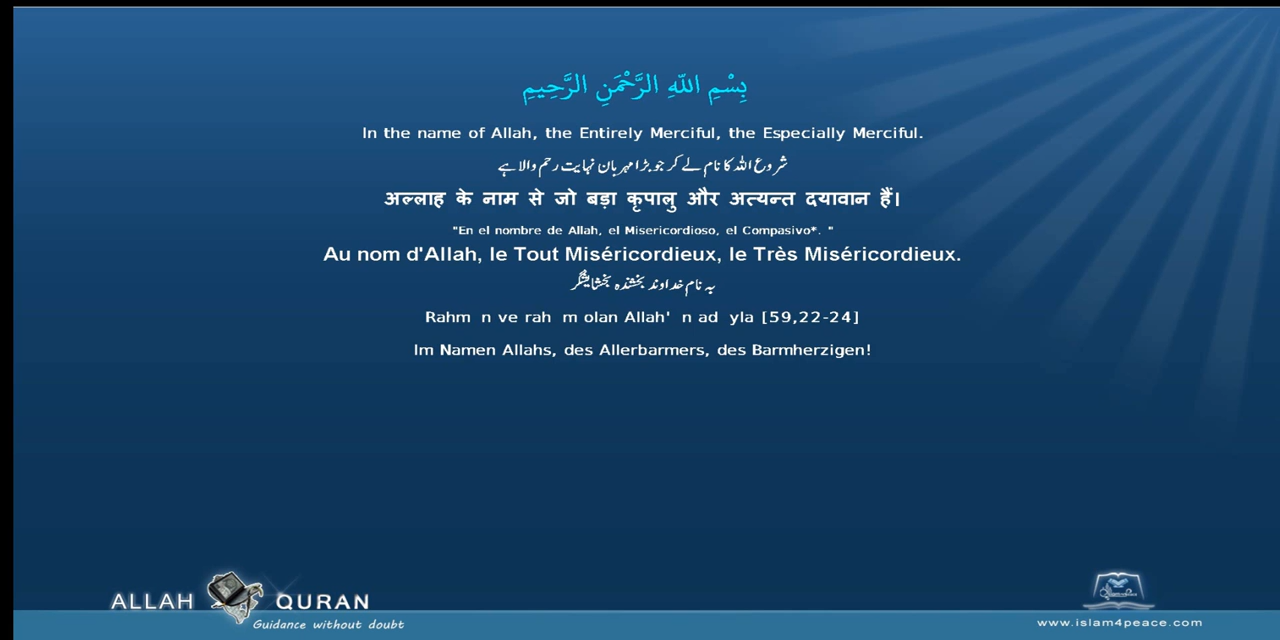 بِسْمِ اللَّهِ الرَّحْمَٰنِ الرَّحِيمِ
In the name of Allah, the Entirely Merciful, the Especially Merciful.
شروع الله کا نام لے کر جو بڑا مہربان نہایت رحم والا ہے
अल्लाह के नाम से जो बड़ा कृपालु और अत्यन्त दयावान हैं।
"En el nombre de Allah, el Misericordioso, el Compasivo*. "
Au nom d'Allah, le Tout Miséricordieux, le Très Miséricordieux.
به نام خداوند بخشنده بخشایشگر
Rahm n ve rah m olan Allah' n ad yla [59,22-24]
Im Namen Allahs, des Allerbarmers, des Barmherzigen!
ALLAH QURAN
Guidance without doubt
www.islam4peace.com